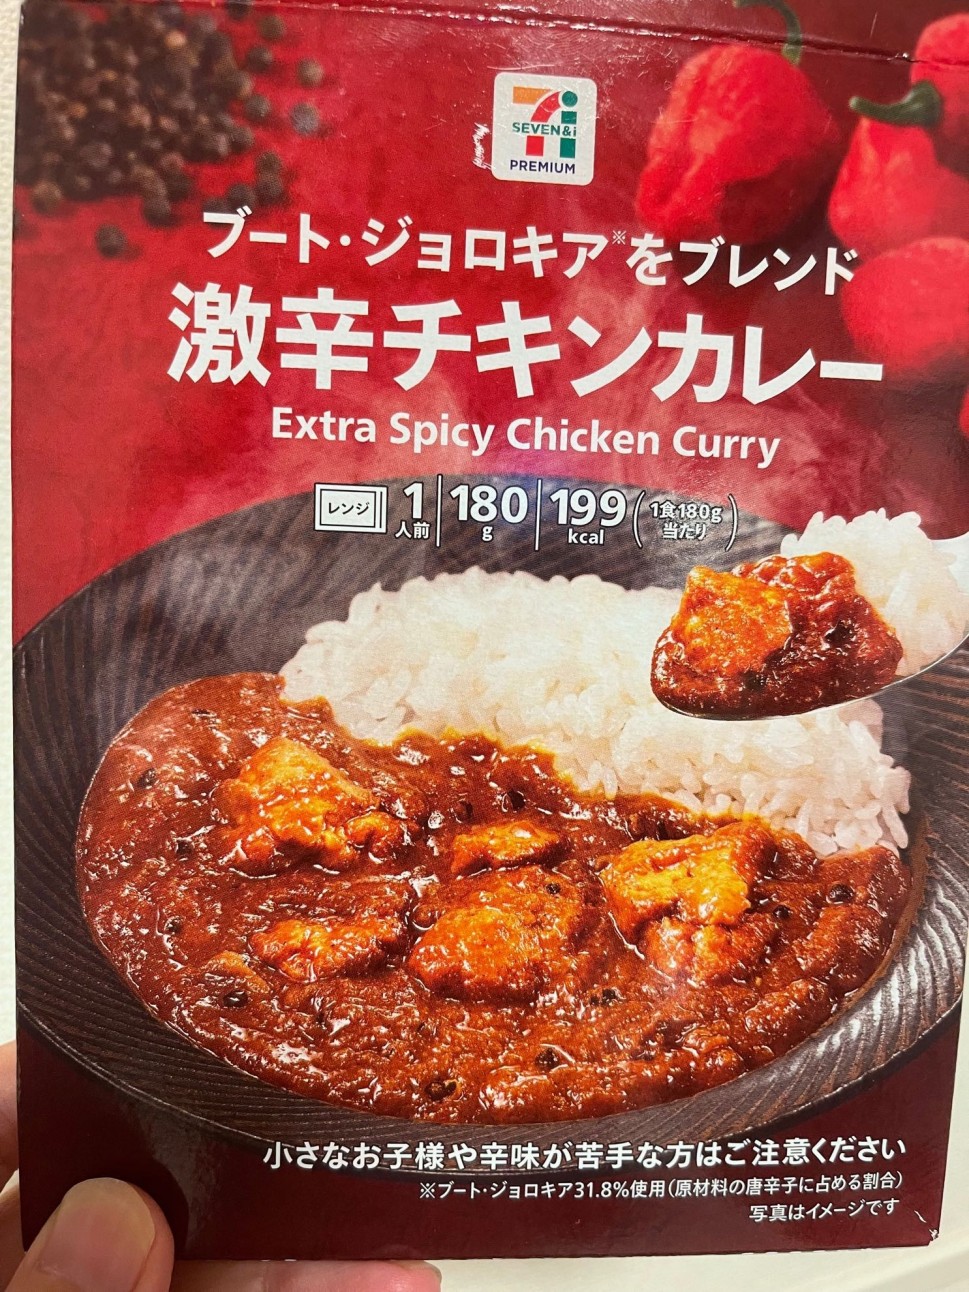 SEVEN&i
PREMIUM
ブート・ジョロキア※をブレンド
激辛チキンカレー
Extra Spicy Chicken Curry
レンジ 1人前 180g 199kcal (1食180g当たり)
小さなお子様や辛味が苦手な方はご注意ください
※ブート・ジョロキア31.8%使用(原材料の唐辛子に占める割合)
写真はイメージです